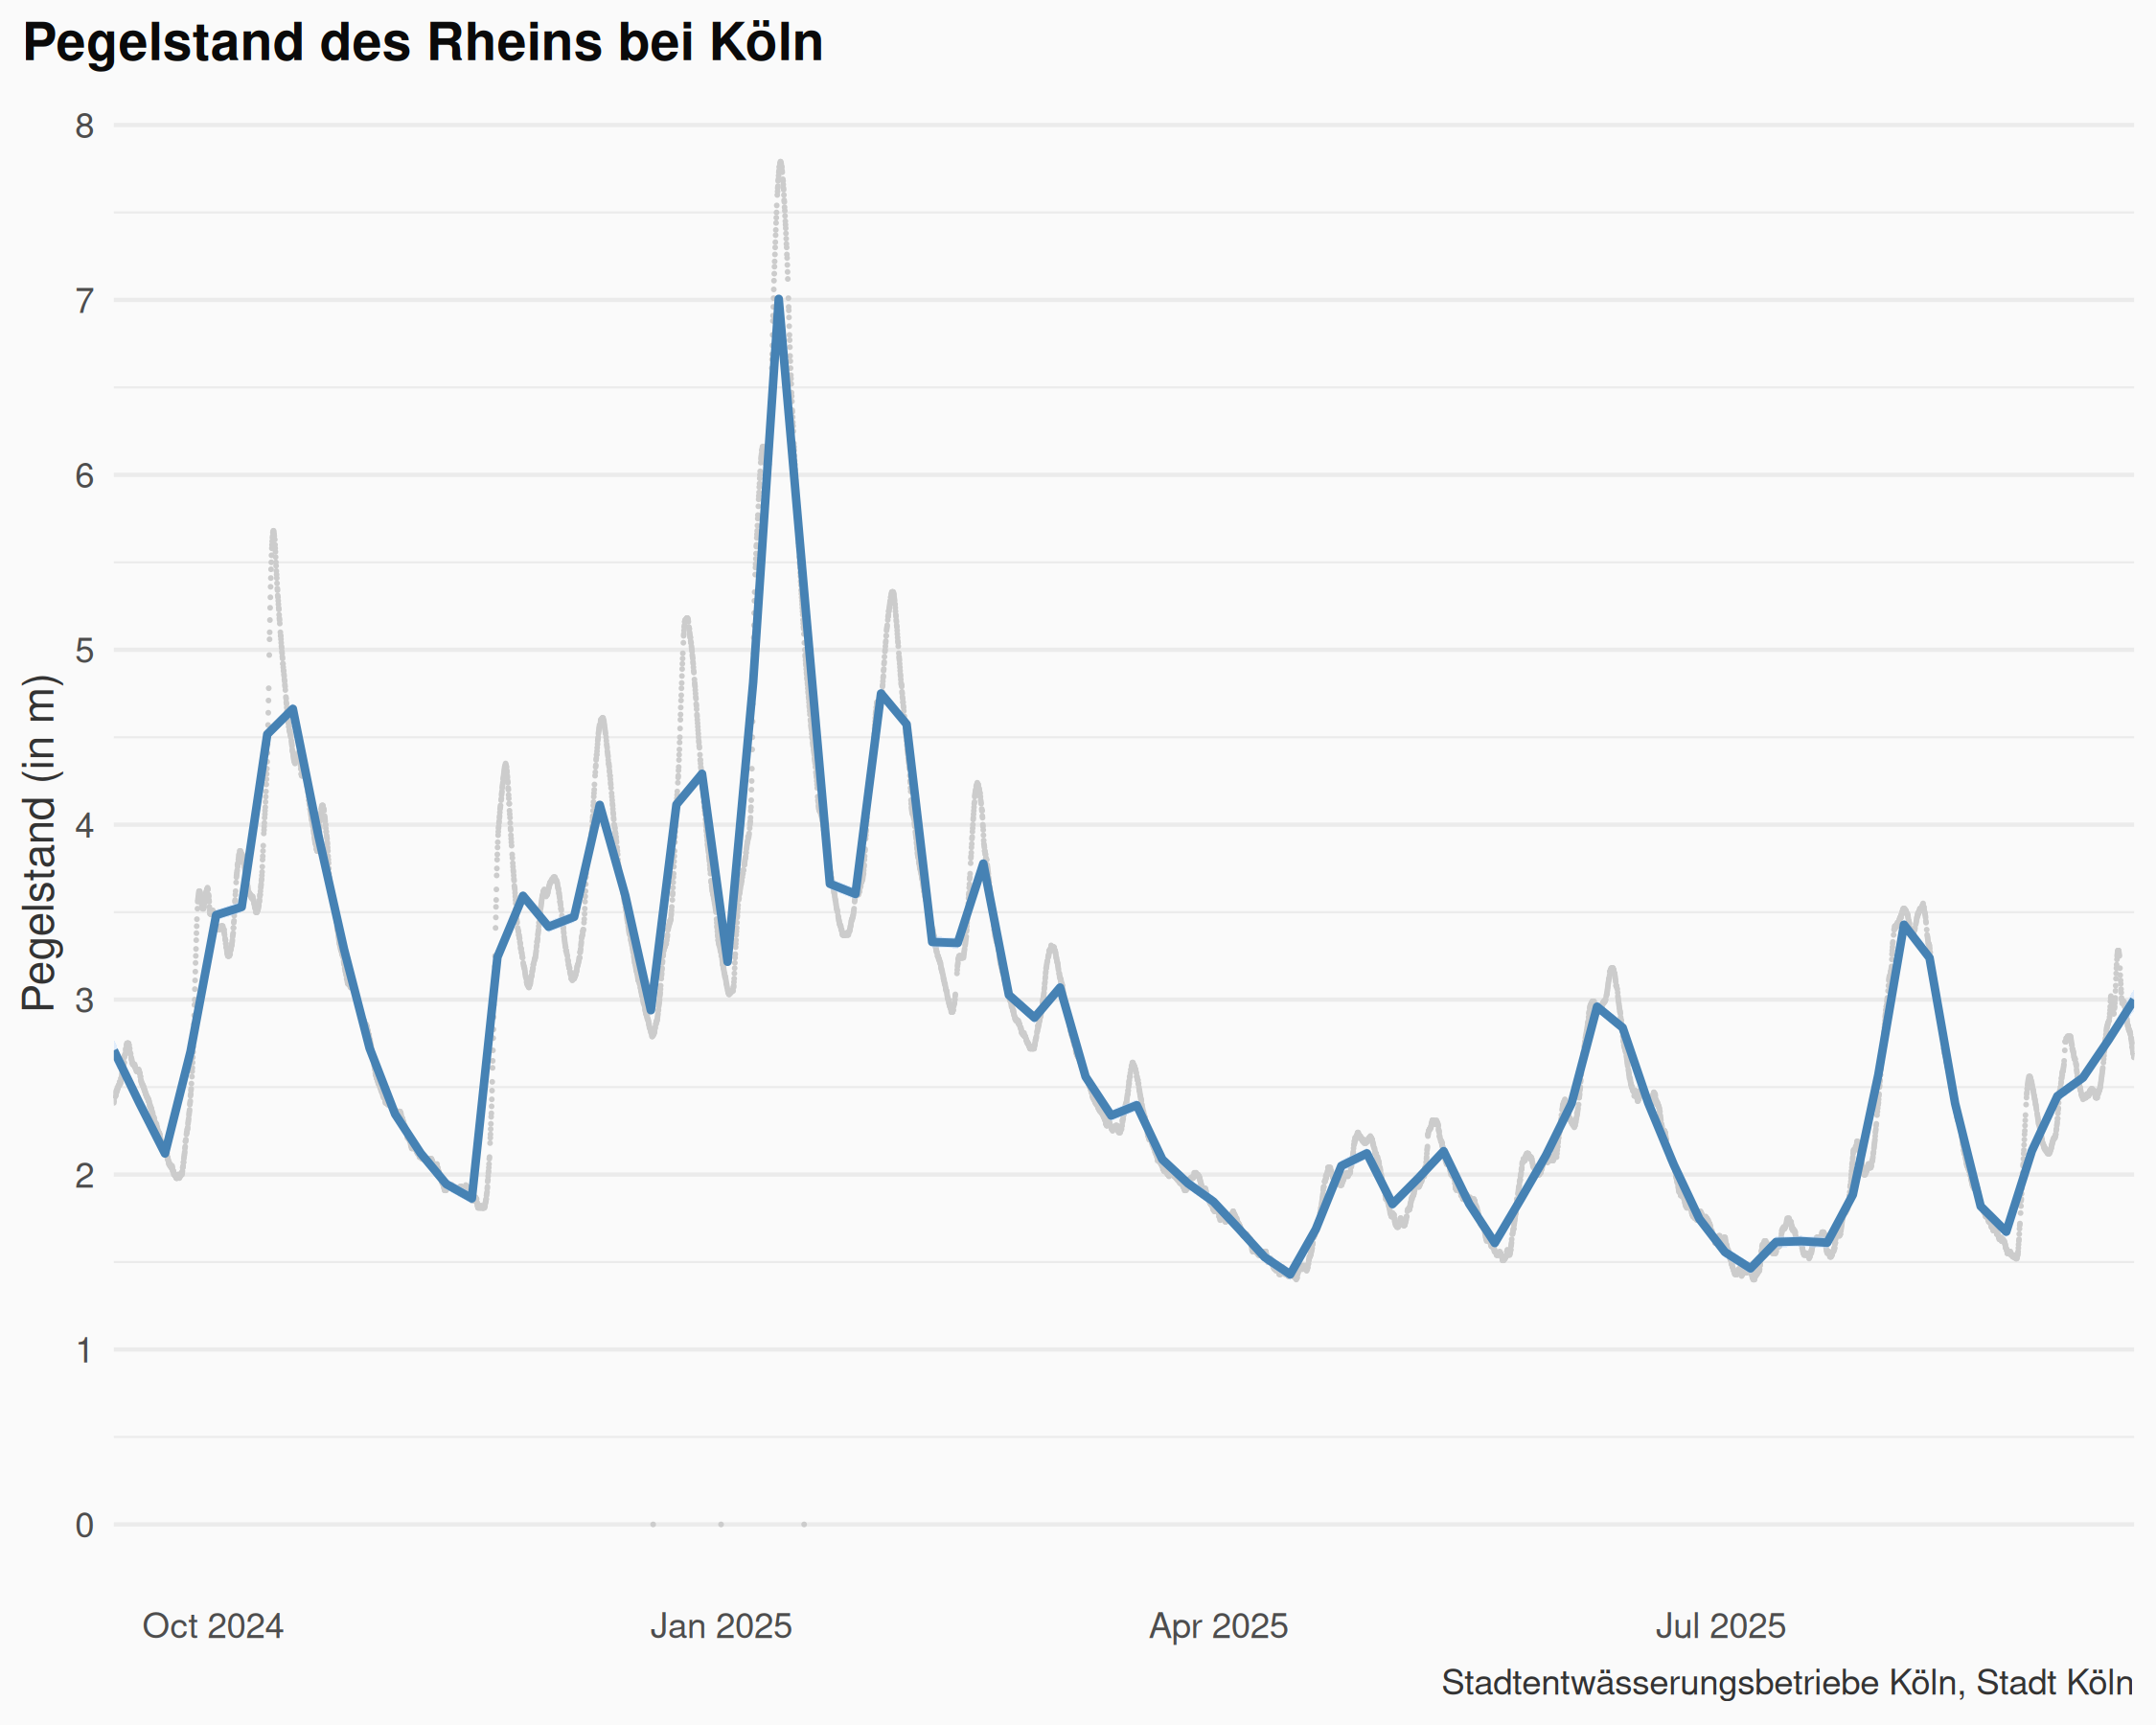 Pegelstand des Rheins bei Köln
Pegelstand (in m)
8
7
6
5
4
3
2
1
0
Oct 2024
Jan 2025
Apr 2025
Jul 2025
Stadtentwässerungsbetriebe Köln, Stadt Köln